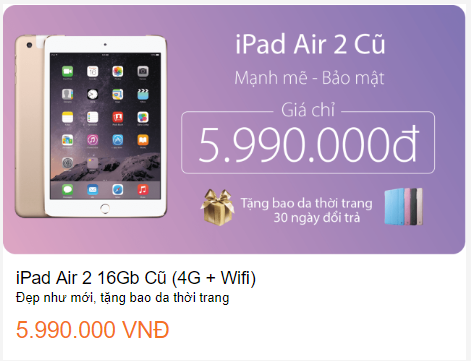 iPad Air 2 Cũ
Mạnh mẽ - Bảo mật
Giá chỉ
5.990.000đ
Tặng bao da thời trang
30 ngày đổi trả
iPad Air 2 16Gb Cũ (4G + Wifi)
Đẹp như mới, tặng bao da thời trang
5.990.000 VNĐ